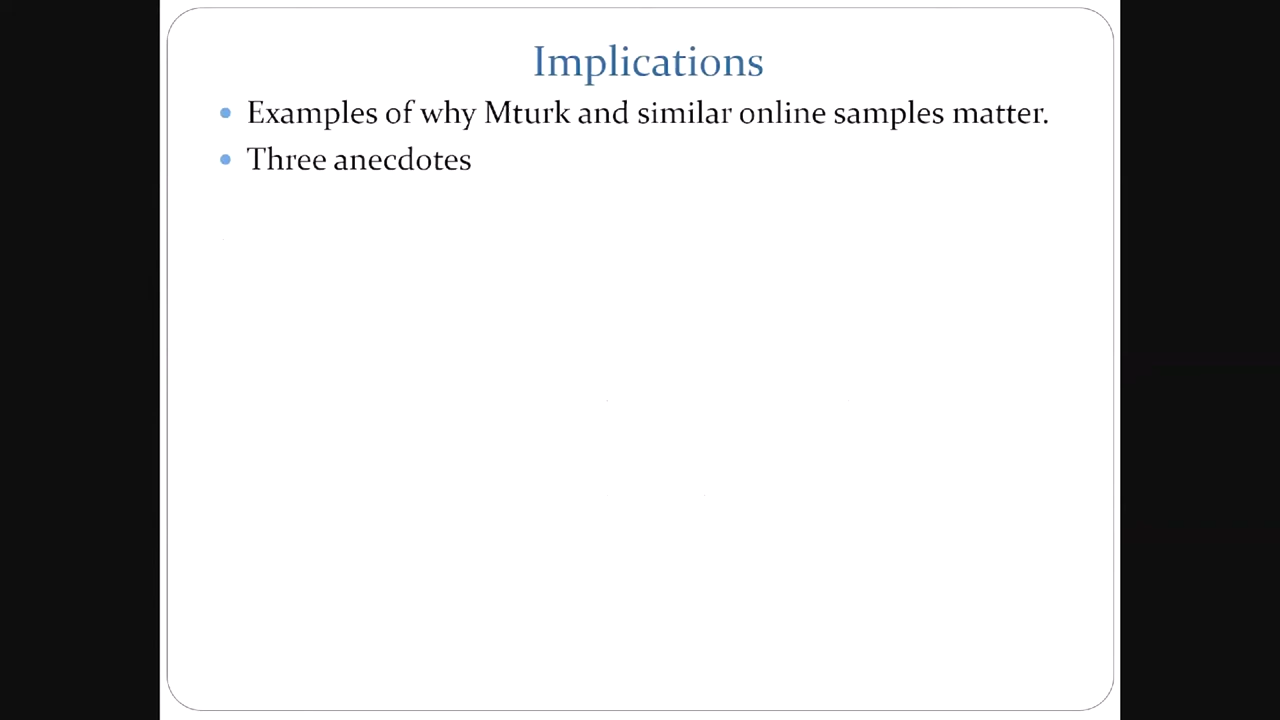 Implications
Examples of why Mturk and similar online samples matter.
Three anecdotes